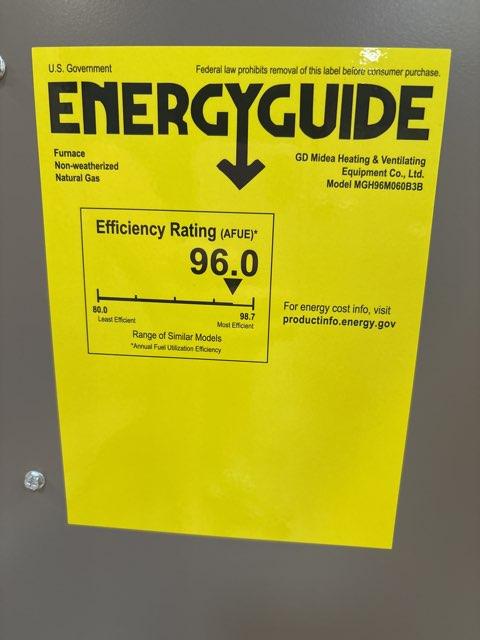 U.S. Government
Federal law prohibits removal of this label before consumer purchase.
ENERGYGUIDE
Furnace
Non-weatherized
Natural Gas
GD Midea Heating & Ventilating
Equipment Co., Ltd.
Model MGH96M060B3B
Efficiency Rating (AFUE)*
96.0
80.0
98.7
Least Efficient
Most Efficient
Range of Similar Models
*Annual Fuel Utilization Efficiency
For energy cost info, visit
productinfo.energy.gov